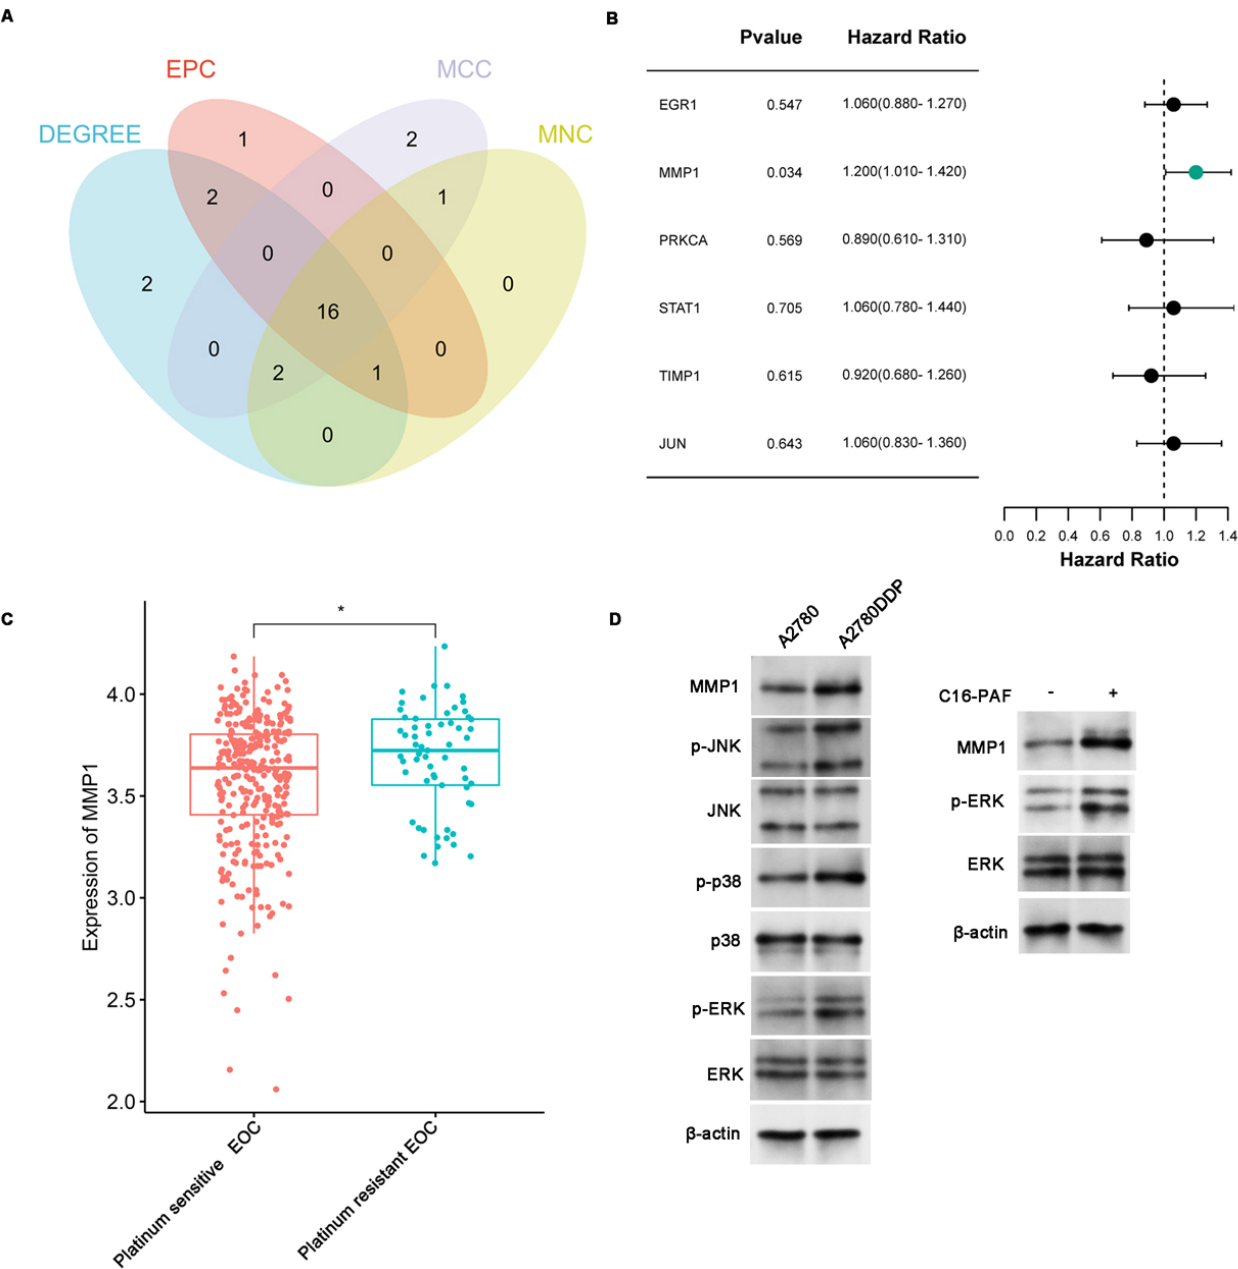 A
EPC
MCC
DEGREE
MNC
1
2
2
0
1
0
0
2
0
16
0
0
2
1
0
B
Pvalue Hazard Ratio
EGR1 0.547 1.060(0.880- 1.270)
MMP1 0.034 1.200(1.010- 1.420)
PRKCA 0.569 0.890(0.610- 1.310)
STAT1 0.705 1.060(0.780- 1.440)
TIMP1 0.615 0.920(0.680- 1.260)
JUN 0.643 1.060(0.830- 1.360)
0.0 0.2 0.4 0.6 0.8 1.0 1.2 1.4
Hazard Ratio
C
*
Expression of MMP1
4.0
3.5
3.0
2.5
2.0
Platinum sensitive EOC
Platinum resistant EOC
D
A2780
A2780DDP
MMP1
p-JNK
JNK
p-p38
p38
p-ERK
ERK
β-actin
C16-PAF - +
MMP1
p-ERK
ERK
β-actin